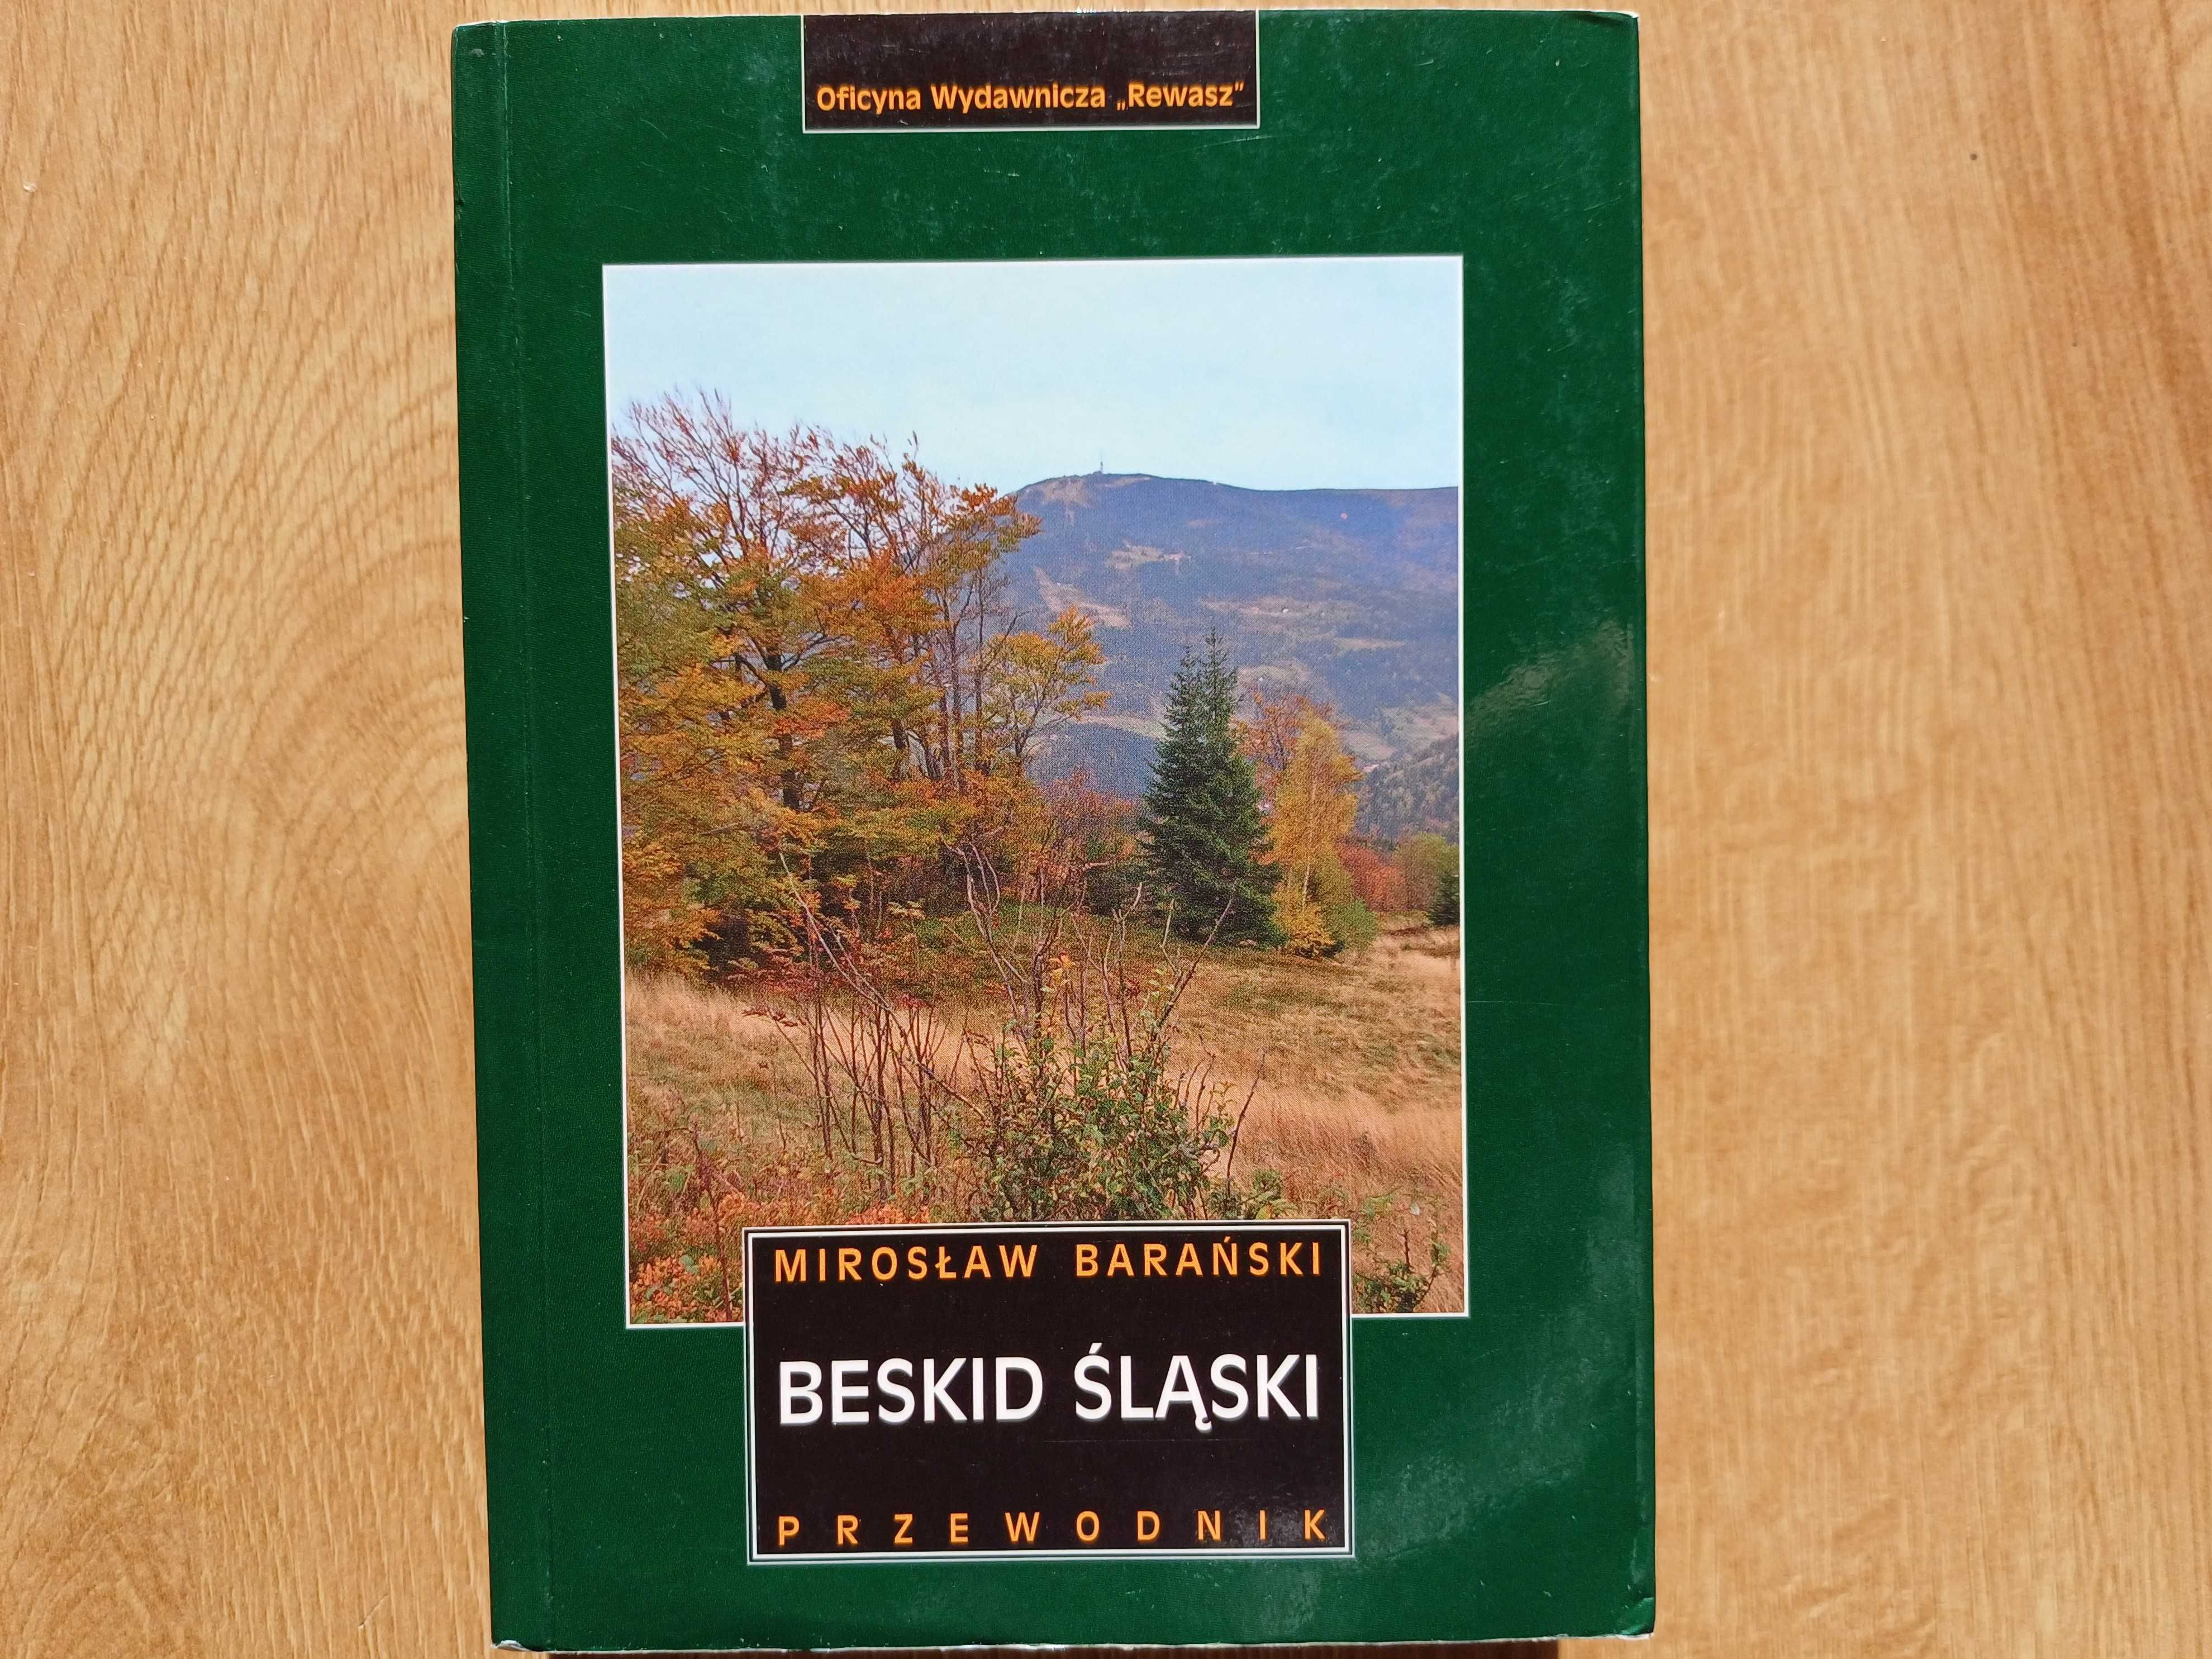 Oficyna Wydawnicza „Rewasz”
MIROSŁAW BARAŃSKI
BESKID ŚLĄSKI
PRZEWODNIK